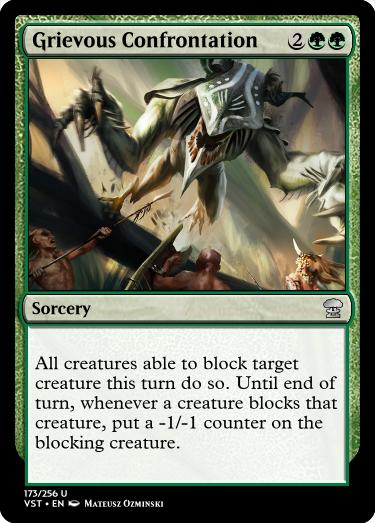 Grievous Confrontation 2
Sorcery
All creatures able to block target
creature this turn do so. Until end of
turn, whenever a creature blocks that
creature, put a -1/-1 counter on the
blocking creature.
173/256 U
VST • EN Mateusz Ozminski